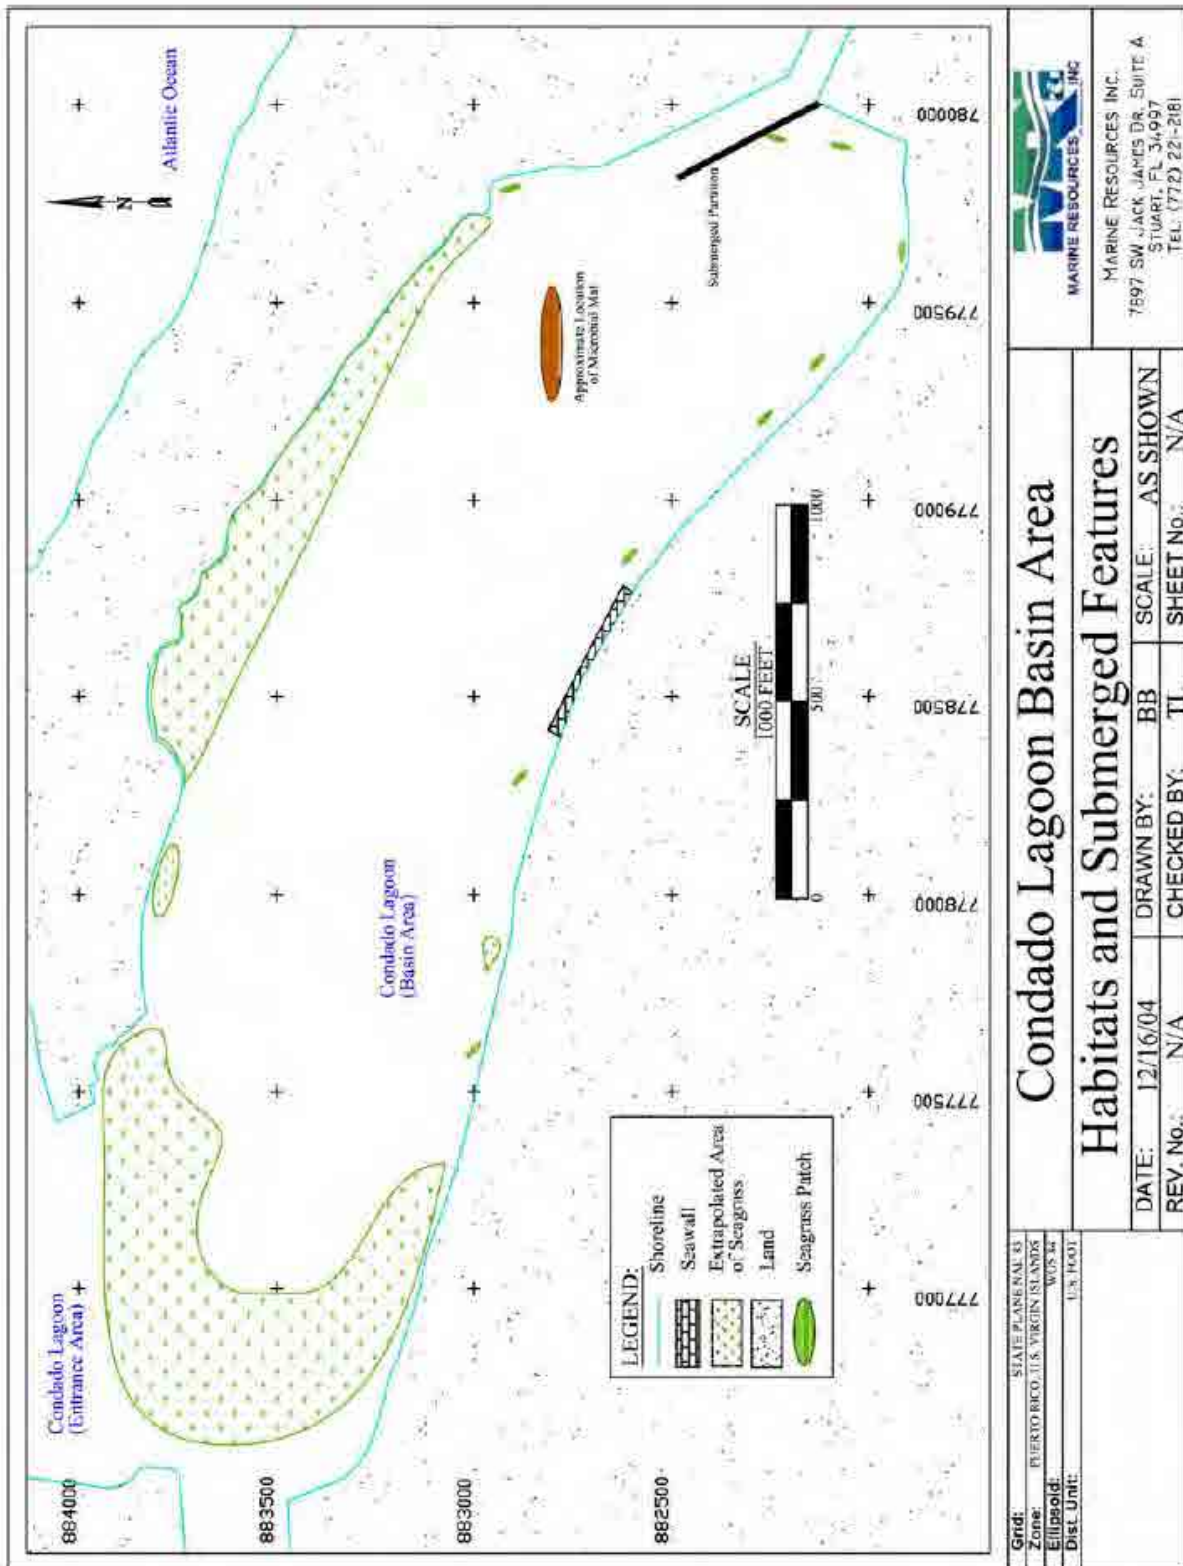 Condado Lagoon
(Entrance Area)
Atlantic Ocean
N
Condado Lagoon
(Basin Area)
Approximate Location
of Microbial Mat
Submerged Partition
884000
883500
883000
882500
777000
777500
778000
778500
779000
779500
780000
LEGEND:
Shoreline
Seawall
Extrapolated Area
of Seagrass
Land
Seagrass Patch
SCALE
1000 FEET
0
500
1000
Grid: STATE PLANE NAD 83
Zone: PUERTO RICO, U.S. VIRGIN ISLANDS
Ellipsoid: WGS 84
Dist. Unit: U.S. FOOT
Condado Lagoon Basin Area
Habitats and Submerged Features
DATE: 12/16/04
DRAWN BY: BB
SCALE: AS SHOWN
REV. No.: N/A
CHECKED BY: TL
SHEET No.: N/A
MARINE RESOURCES INC
MARINE RESOURCES INC.
7897 SW JACK JAMES DR. SUITE A
STUART, FL 34997
TEL: (772) 221-2181